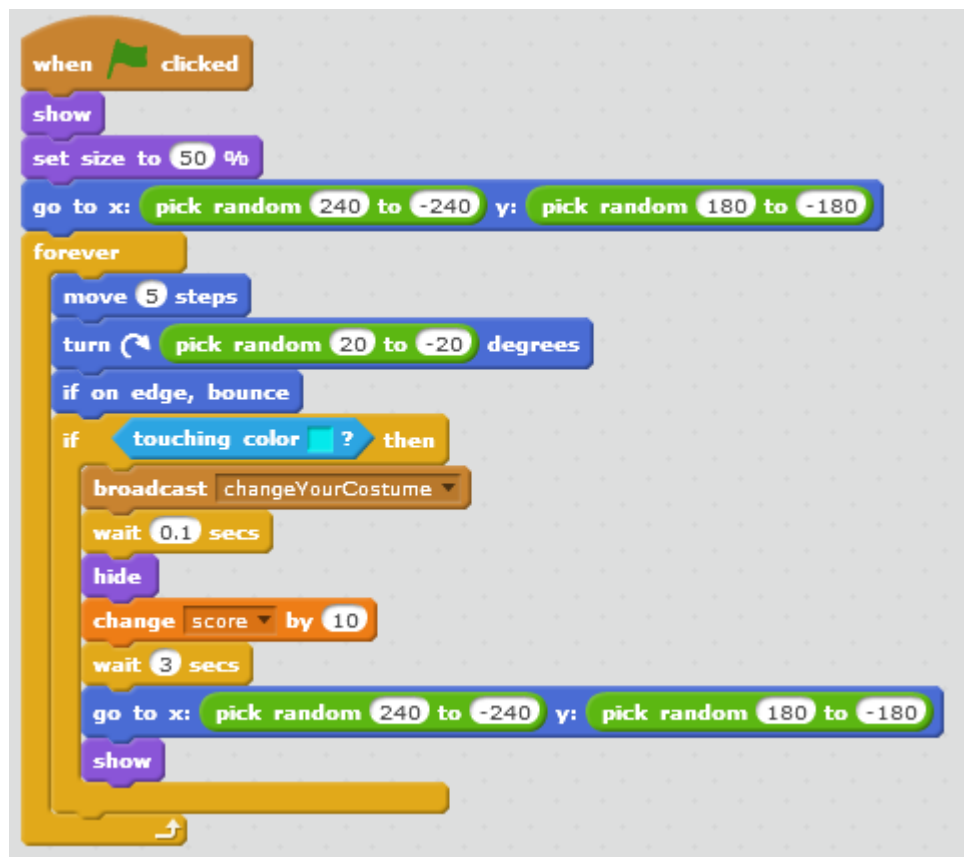 when clicked
show
set size to 50 %
go to x: pick random 240 to -240 y: pick random 180 to -180
forever
move 5 steps
turn pick random 20 to -20 degrees
if on edge, bounce
if touching color ? then
broadcast changeYourCostume
wait 0.1 secs
hide
change score by 10
wait 3 secs
go to x: pick random 240 to -240 y: pick random 180 to -180
show